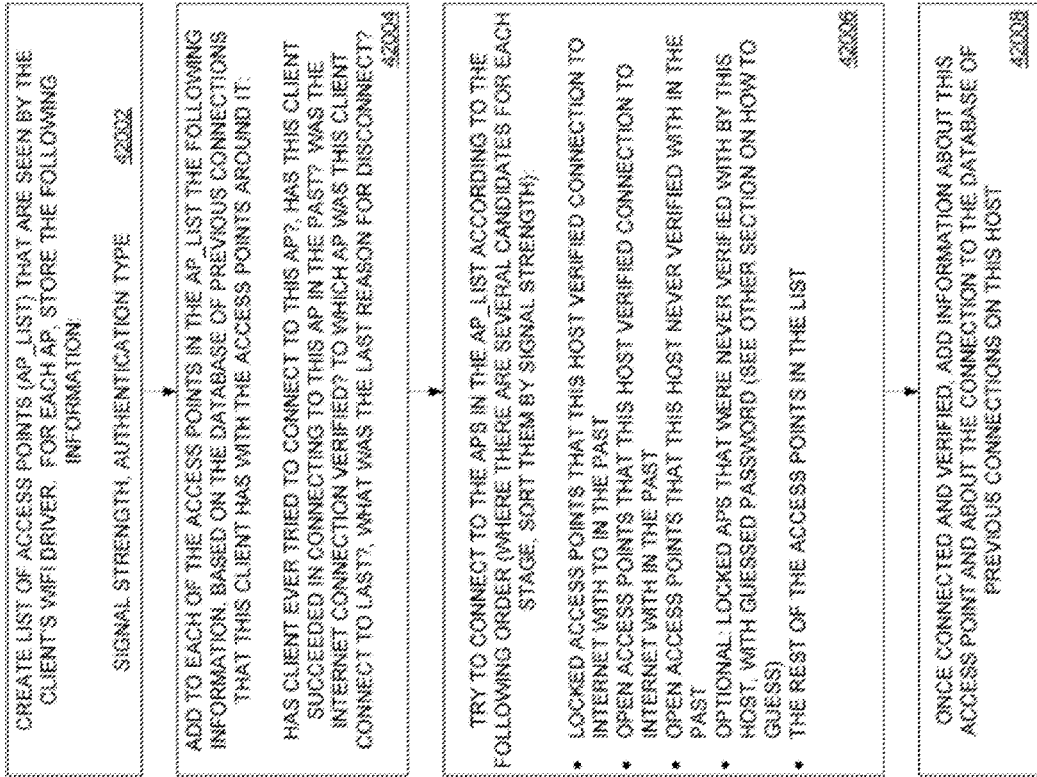 CREATE LIST OF ACCESS POINTS (AP_LIST) THAT ARE SEEN BY THE
CLIENT'S WIFI DRIVER. FOR EACH AP, STORE THE FOLLOWING
INFORMATION:
SIGNAL STRENGTH, AUTHENTICATION TYPE
42002
ADD TO EACH OF THE ACCESS POINTS IN THE AP_LIST THE FOLLOWING
INFORMATION, BASED ON THE DATABASE OF PREVIOUS CONNECTIONS
THAT THIS CLIENT HAS WITH THE ACCESS POINTS AROUND IT:
HAS CLIENT EVER TRIED TO CONNECT TO THIS AP?, HAS THIS CLIENT
SUCCEEDED IN CONNECTING TO THIS AP IN THE PAST? WAS THE
INTERNET CONNECTION VERIFIED? TO WHICH AP WAS THIS CLIENT
CONNECT TO LAST?, WHAT WAS THE LAST REASON FOR DISCONNECT?
42004
TRY TO CONNECT TO THE APS IN THE AP_LIST ACCORDING TO THE
FOLLOWING ORDER (WHERE THERE ARE SEVERAL CANDIDATES FOR EACH
STAGE, SORT THEM BY SIGNAL STRENGTH):
• LOCKED ACCESS POINTS THAT THIS HOST VERIFIED CONNECTION TO
INTERNET WITH TO IN THE PAST
• OPEN ACCESS POINTS THAT THIS HOST VERIFIED CONNECTION TO
INTERNET WITH IN THE PAST
• OPEN ACCESS POINTS THAT THIS HOST NEVER VERIFIED WITH IN THE
PAST
• OPTIONAL: LOCKED APS THAT WERE NEVER VERIFIED WITH BY THIS
HOST, WITH GUESSED PASSWORD (SEE OTHER SECTION ON HOW TO
GUESS)
• THE REST OF THE ACCESS POINTS IN THE LIST
42006
ONCE CONNECTED AND VERIFIED, ADD INFORMATION ABOUT THIS
ACCESS POINT AND ABOUT THE CONNECTION TO THE DATABASE OF
PREVIOUS CONNECTIONS ON THIS HOST
42008